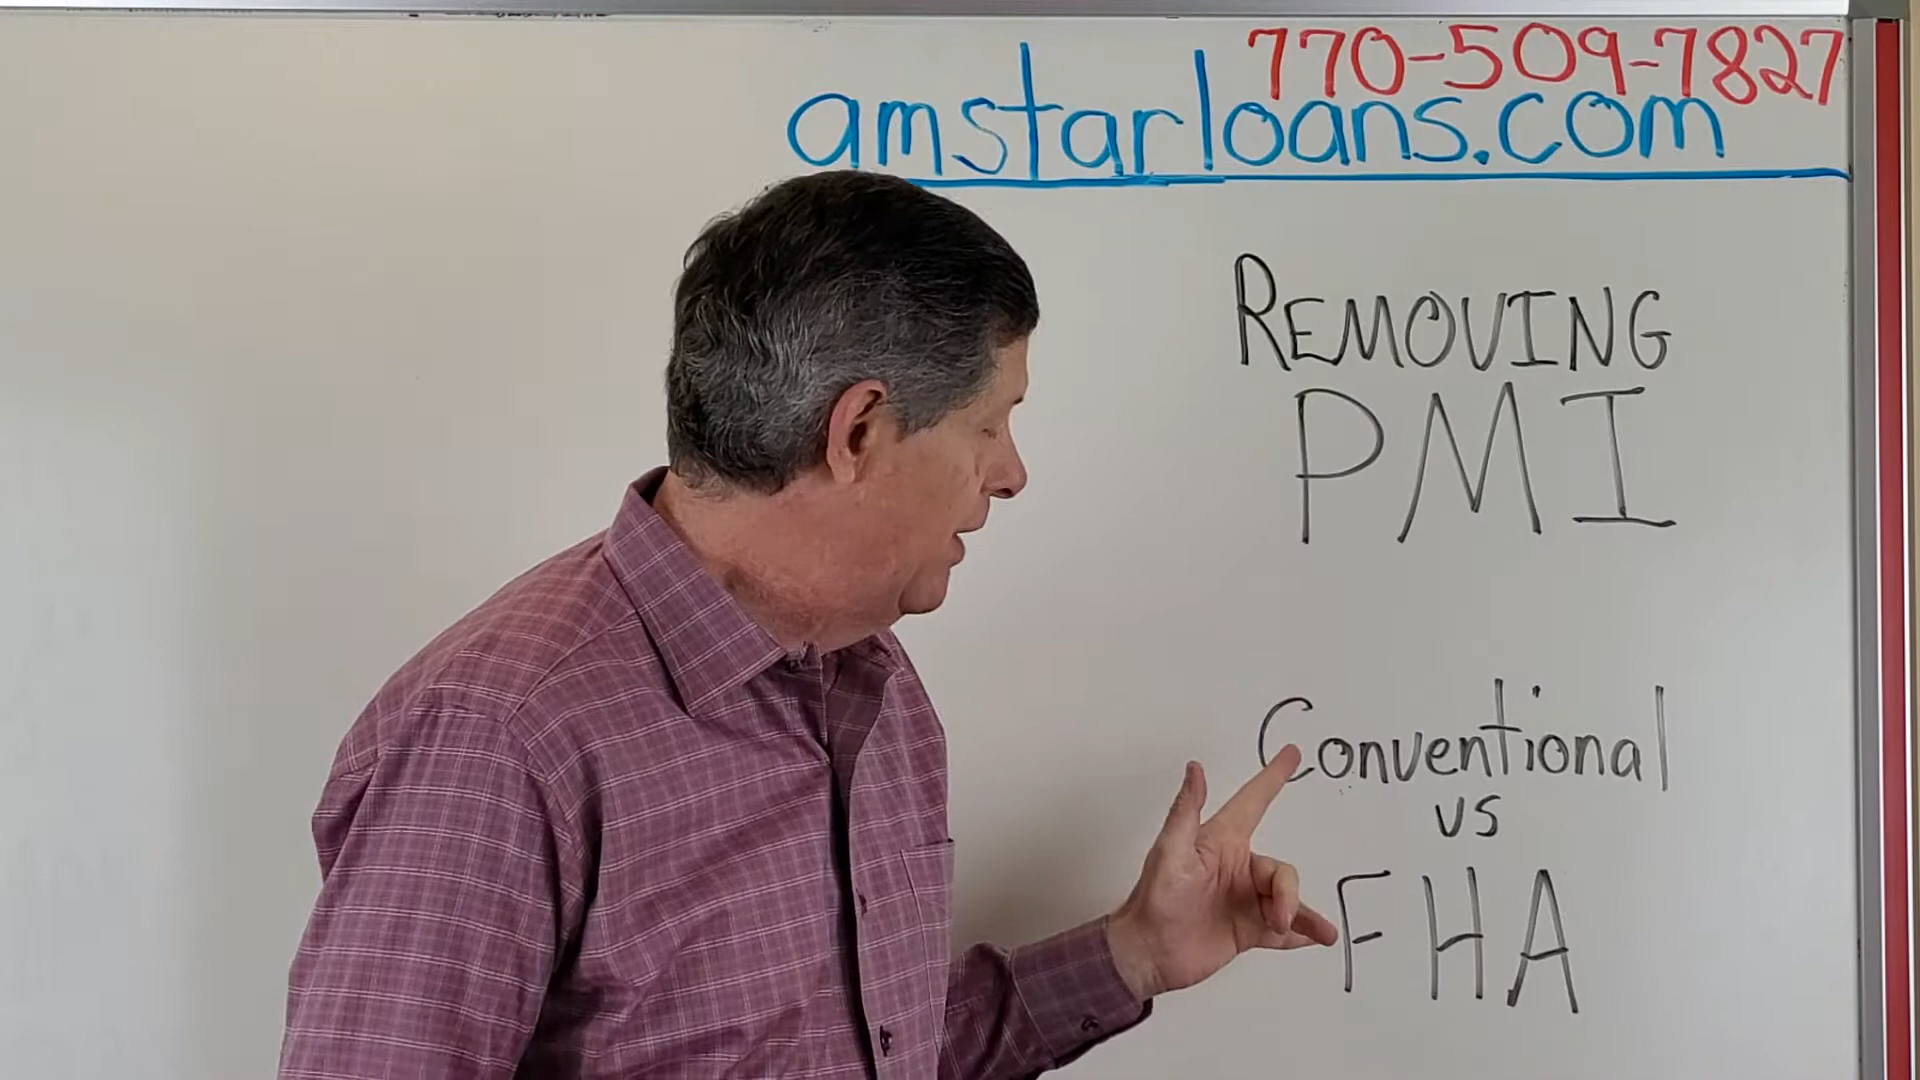 770-509-7827
amstarloans.com
REMOVING
PMI
Conventional
vs
FHA